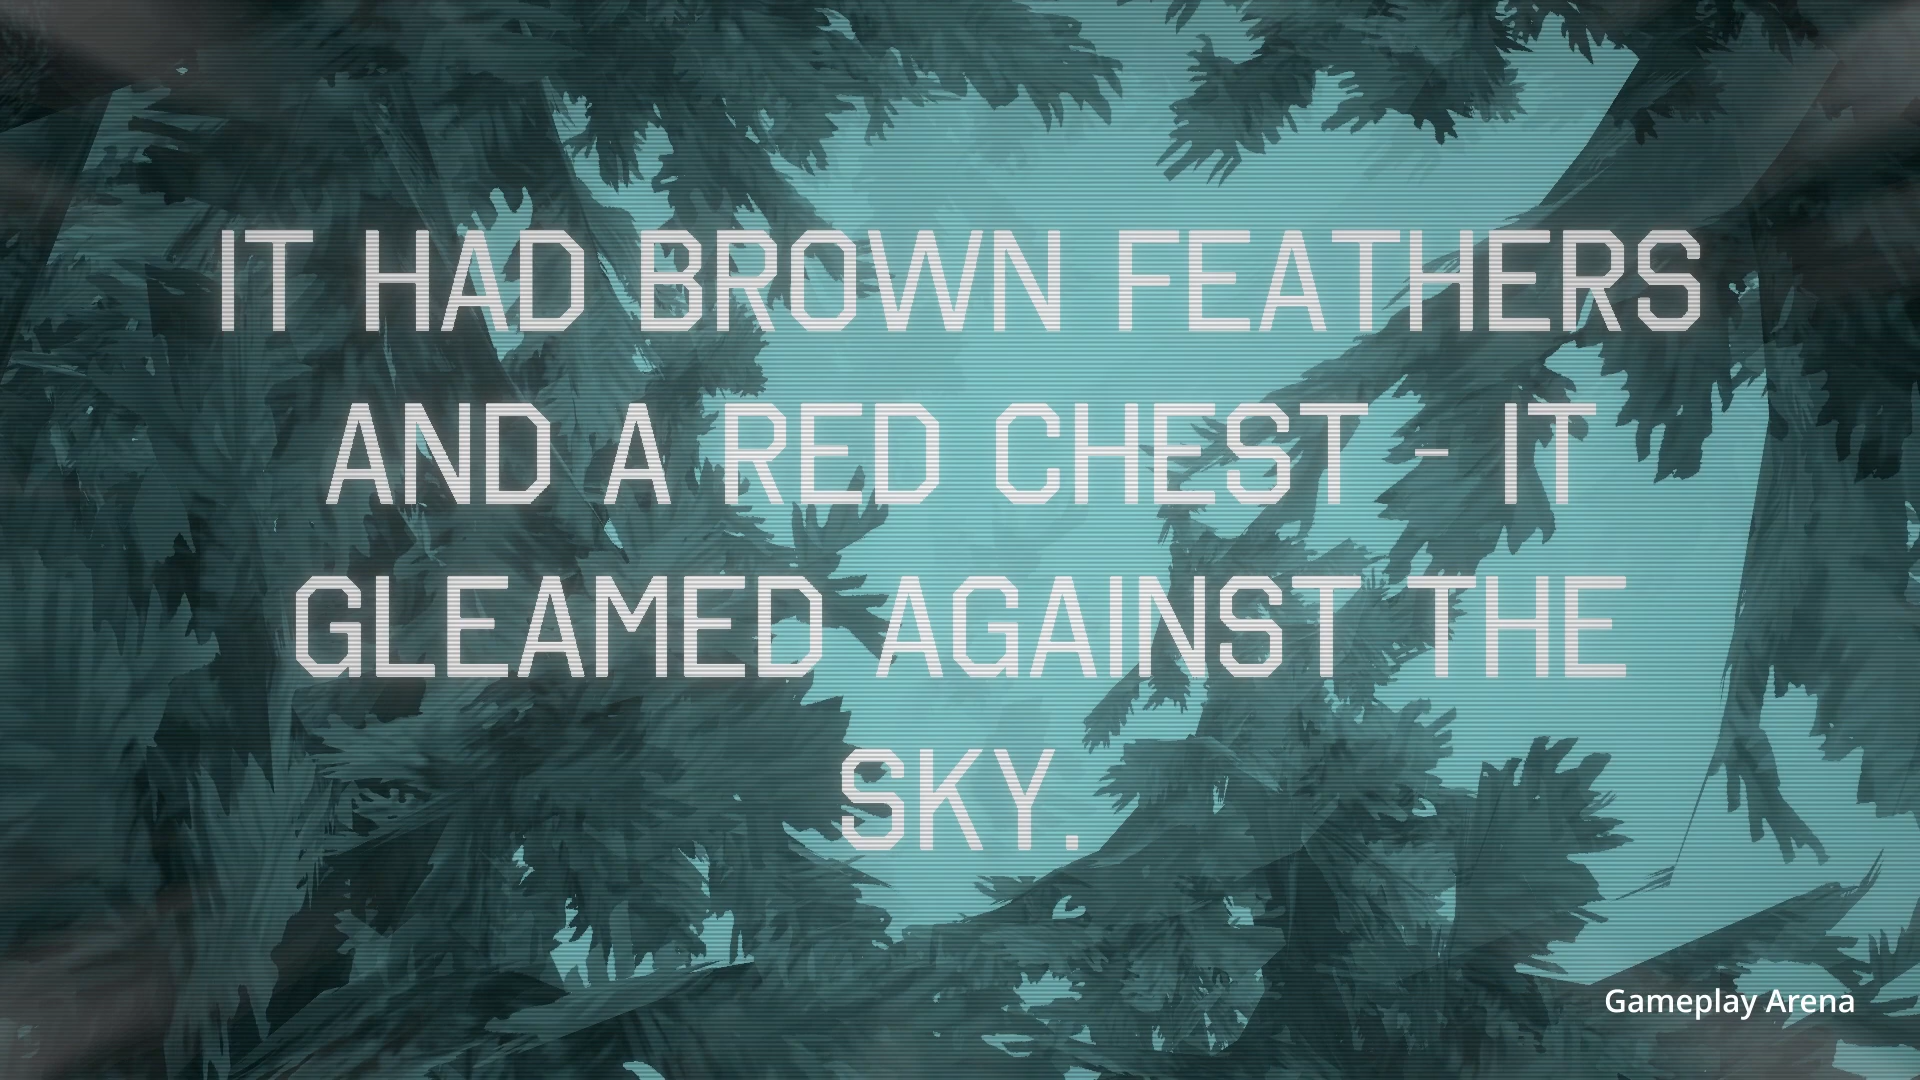 IT HAD BROWN FEATHERS
AND A RED CHEST - IT
GLEAMED AGAINST THE
SKY.
Gameplay Arena